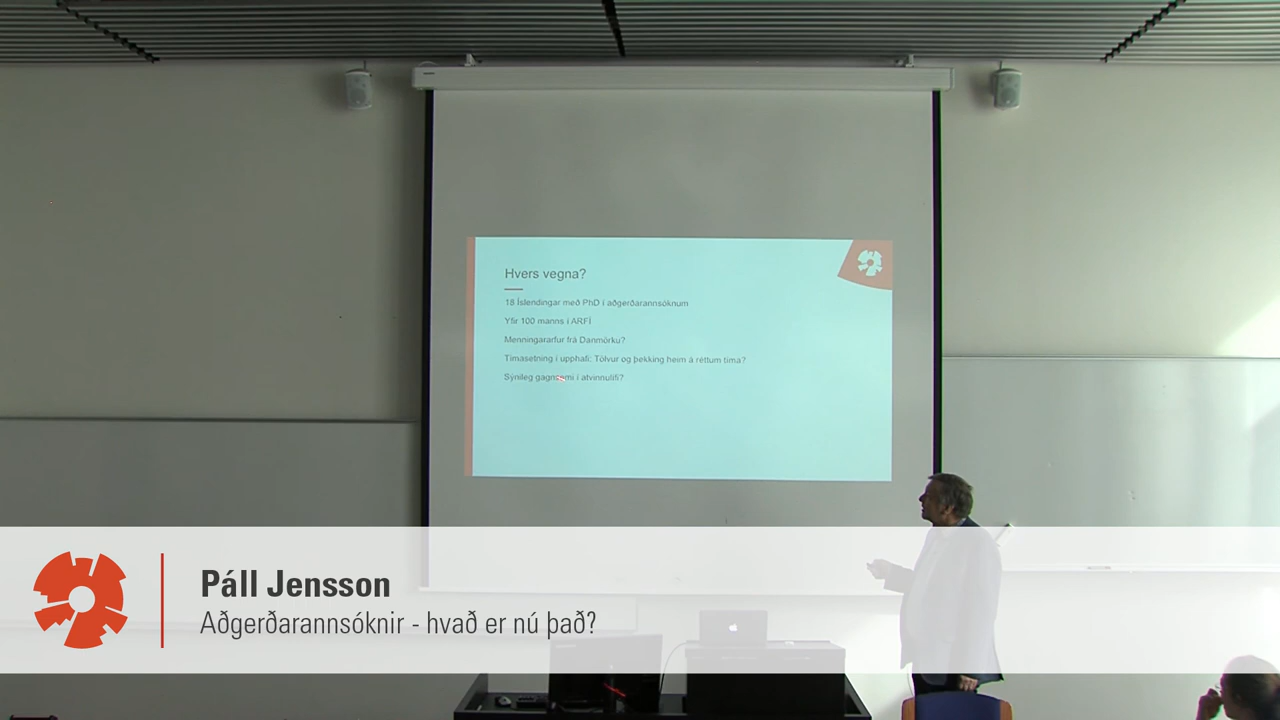 Hvers vegna?
18 Íslendingar með PhD í aðgerðarannsóknum
Yfir 100 manns í ARFÍ
Menningararfur frá Danmörku?
Tímasetning í upphafi: Tölvur og þekking heim á réttum tíma?
Sýnileg gagnsemi í atvinnulífi?
Páll Jensson
Aðgerðarannsóknir - hvað er nú það?